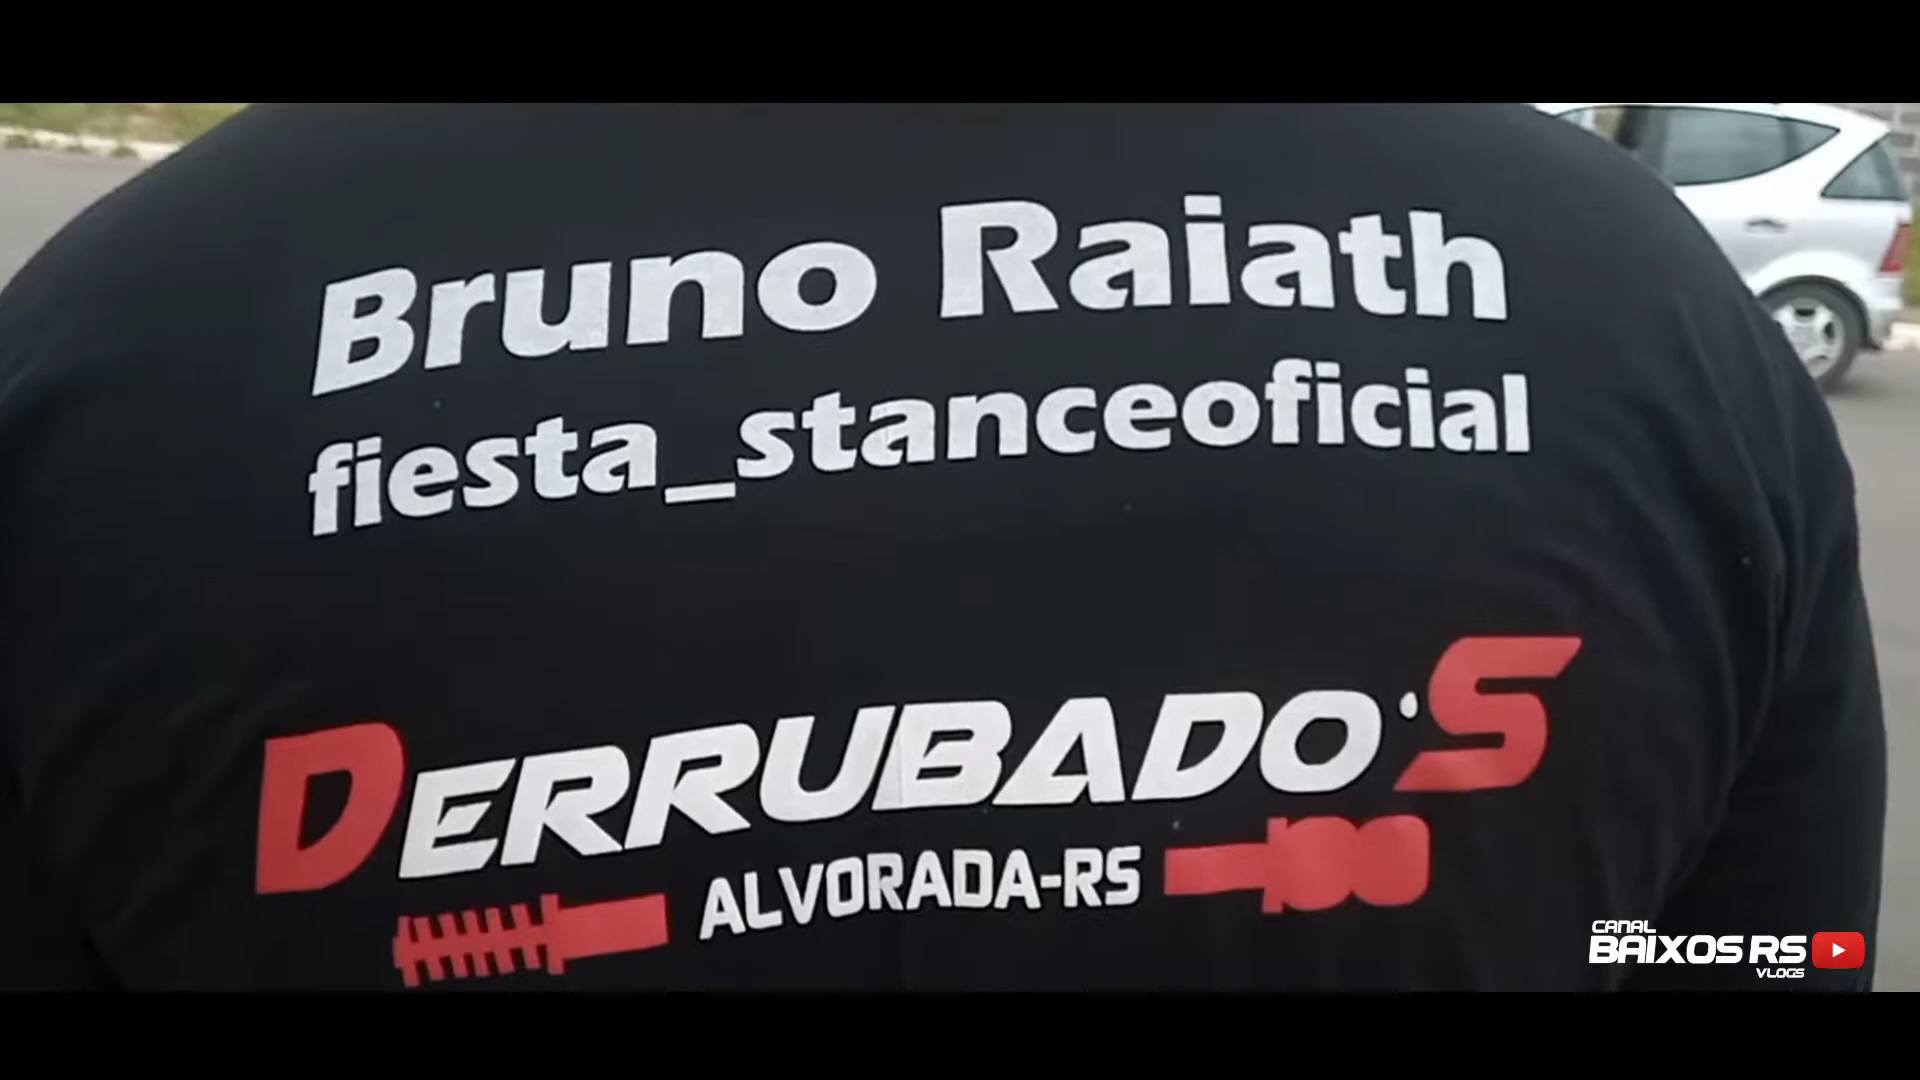 Bruno Raiath
fiesta_stanceoficial
DERRUBADO'S
ALVORADA-RS
CANAL
BAIXOS RS
VLOGS